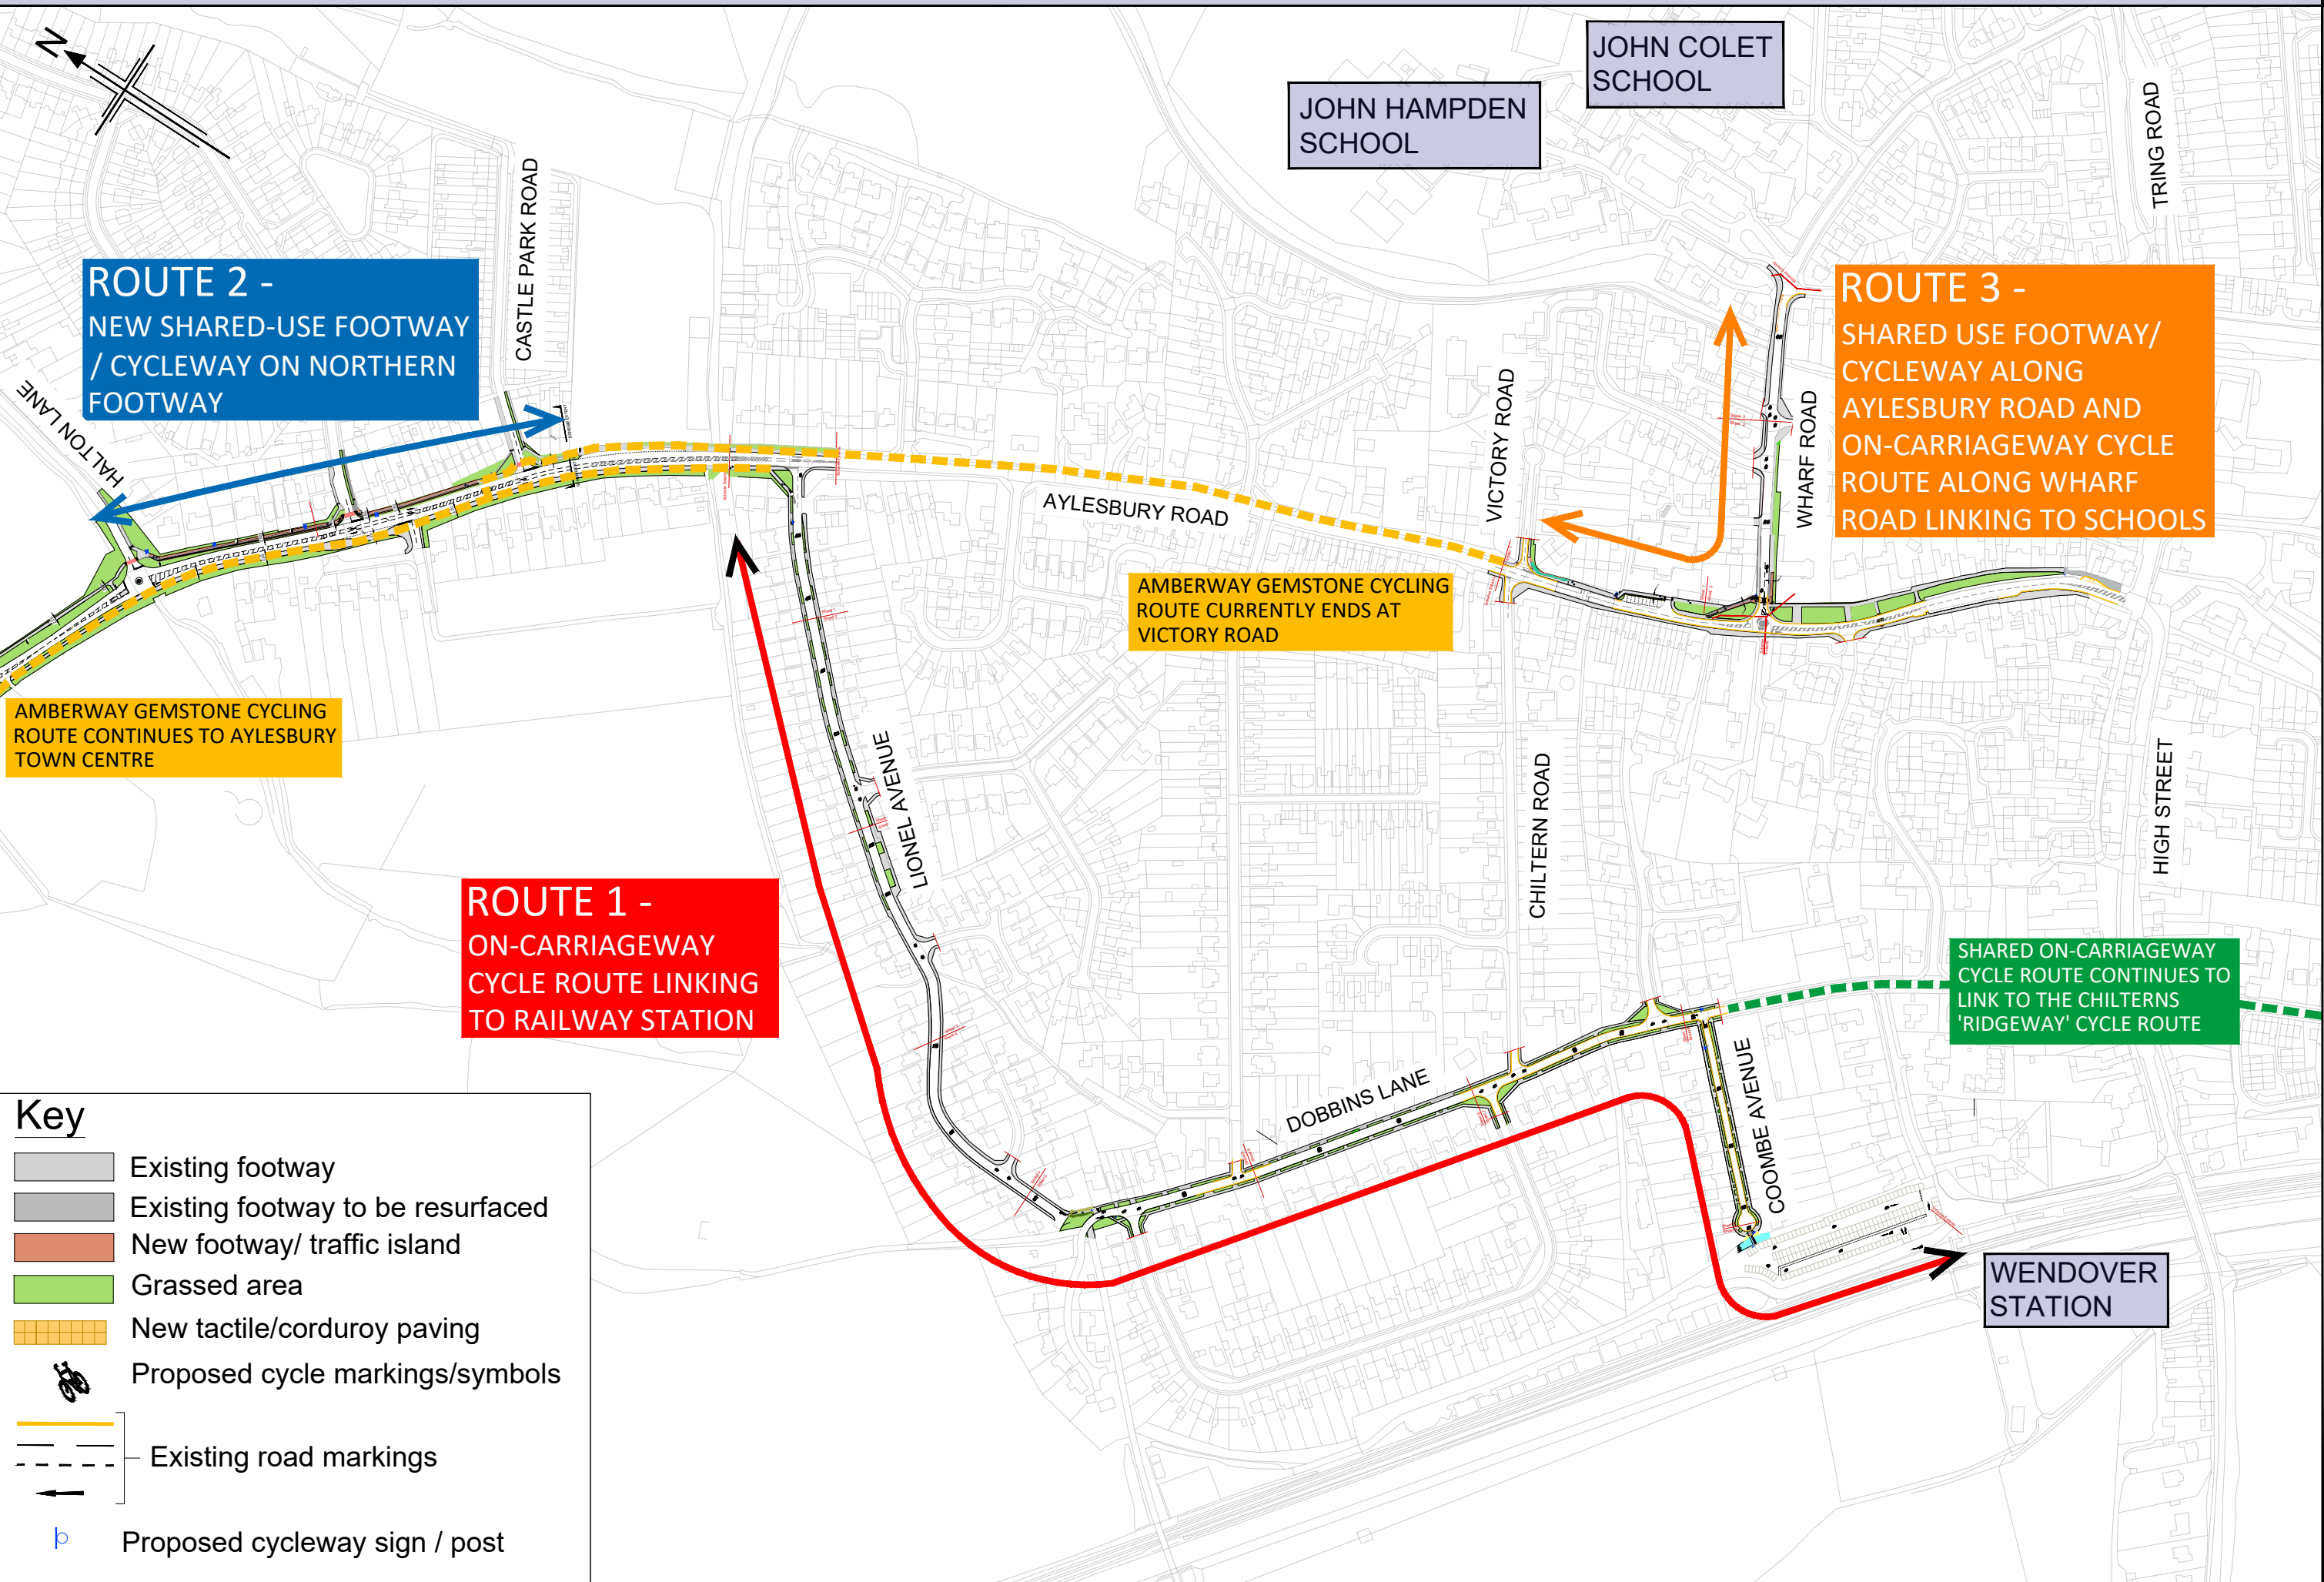 N
JOHN COLET
SCHOOL
JOHN HAMPDEN
SCHOOL
TRING ROAD
CASTLE PARK ROAD
ROUTE 2 -
NEW SHARED-USE FOOTWAY
/ CYCLEWAY ON NORTHERN
FOOTWAY
HALTON LANE
ROUTE 3 -
SHARED USE FOOTWAY/
CYCLEWAY ALONG
AYLESBURY ROAD AND
ON-CARRIAGEWAY CYCLE
ROUTE ALONG WHARF
ROAD LINKING TO SCHOOLS
VICTORY ROAD
WHARF ROAD
AYLESBURY ROAD
AMBERWAY GEMSTONE CYCLING
ROUTE CURRENTLY ENDS AT
VICTORY ROAD
AMBERWAY GEMSTONE CYCLING
ROUTE CONTINUES TO AYLESBURY
TOWN CENTRE
LIONEL AVENUE
CHILTERN ROAD
HIGH STREET
ROUTE 1 -
ON-CARRIAGEWAY
CYCLE ROUTE LINKING
TO RAILWAY STATION
SHARED ON-CARRIAGEWAY
CYCLE ROUTE CONTINUES TO
LINK TO THE CHILTERNS
'RIDGEWAY' CYCLE ROUTE
DOBBINS LANE
COOMBE AVENUE
WENDOVER
STATION
Key
Existing footway
Existing footway to be resurfaced
New footway/ traffic island
Grassed area
New tactile/corduroy paving
Proposed cycle markings/symbols
Existing road markings
Proposed cycleway sign / post